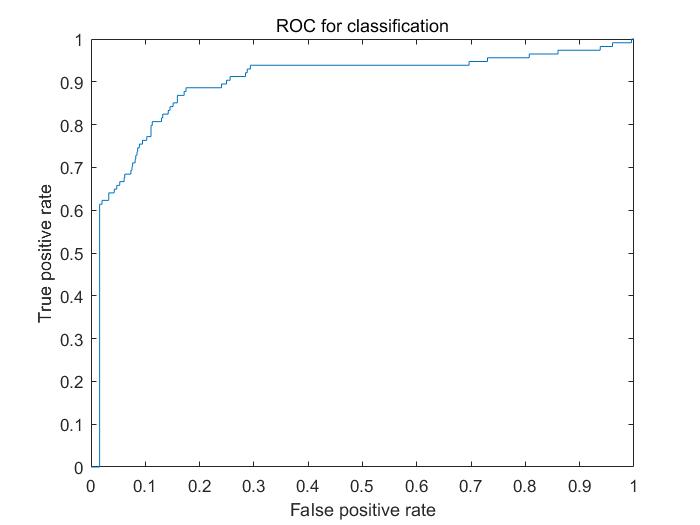 ROC for classification
1
0.9
0.8
0.7
0.6
0.5
0.4
0.3
0.2
0.1
0
True positive rate
0 0.1 0.2 0.3 0.4 0.5 0.6 0.7 0.8 0.9 1
False positive rate